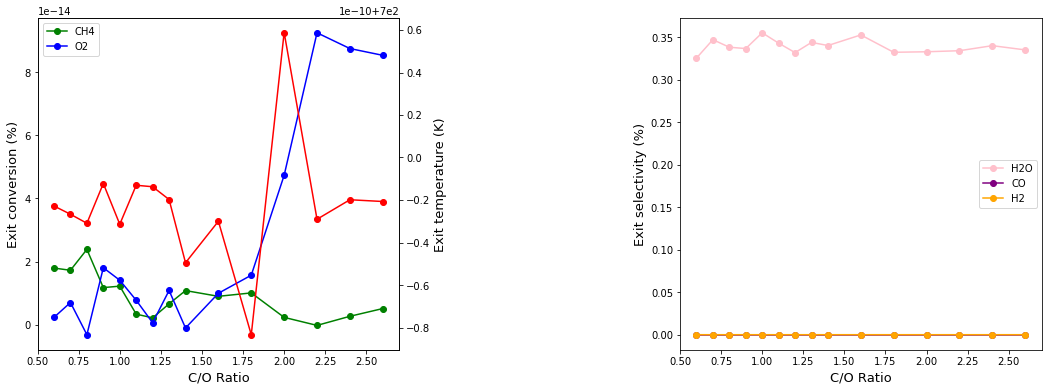 1e−14
1e−10+7e2
CH4
O2
8
6
4
2
0
0.6
0.4
0.2
0.0
−0.2
−0.4
−0.6
−0.8
Exit conversion (%)
Exit temperature (K)
0.50 0.75 1.00 1.25 1.50 1.75 2.00 2.25 2.50
C/O Ratio
0.35
0.30
0.25
0.20
0.15
0.10
0.05
0.00
Exit selectivity (%)
H2O
CO
H2
0.50 0.75 1.00 1.25 1.50 1.75 2.00 2.25 2.50
C/O Ratio